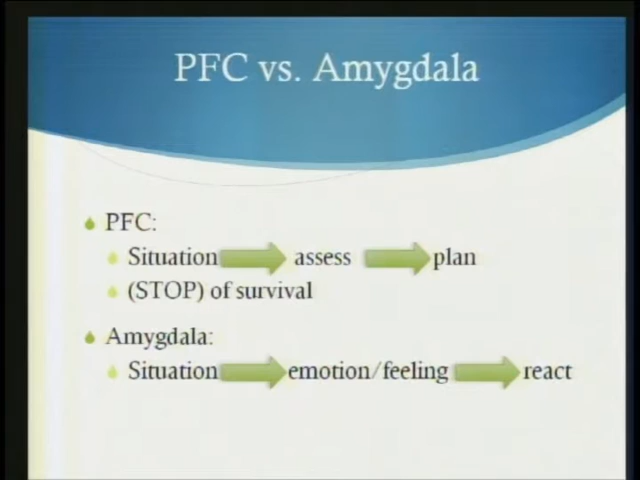 PFC vs. Amygdala
PFC:
Situation assess plan
(STOP) of survival
Amygdala:
Situation emotion/feeling react